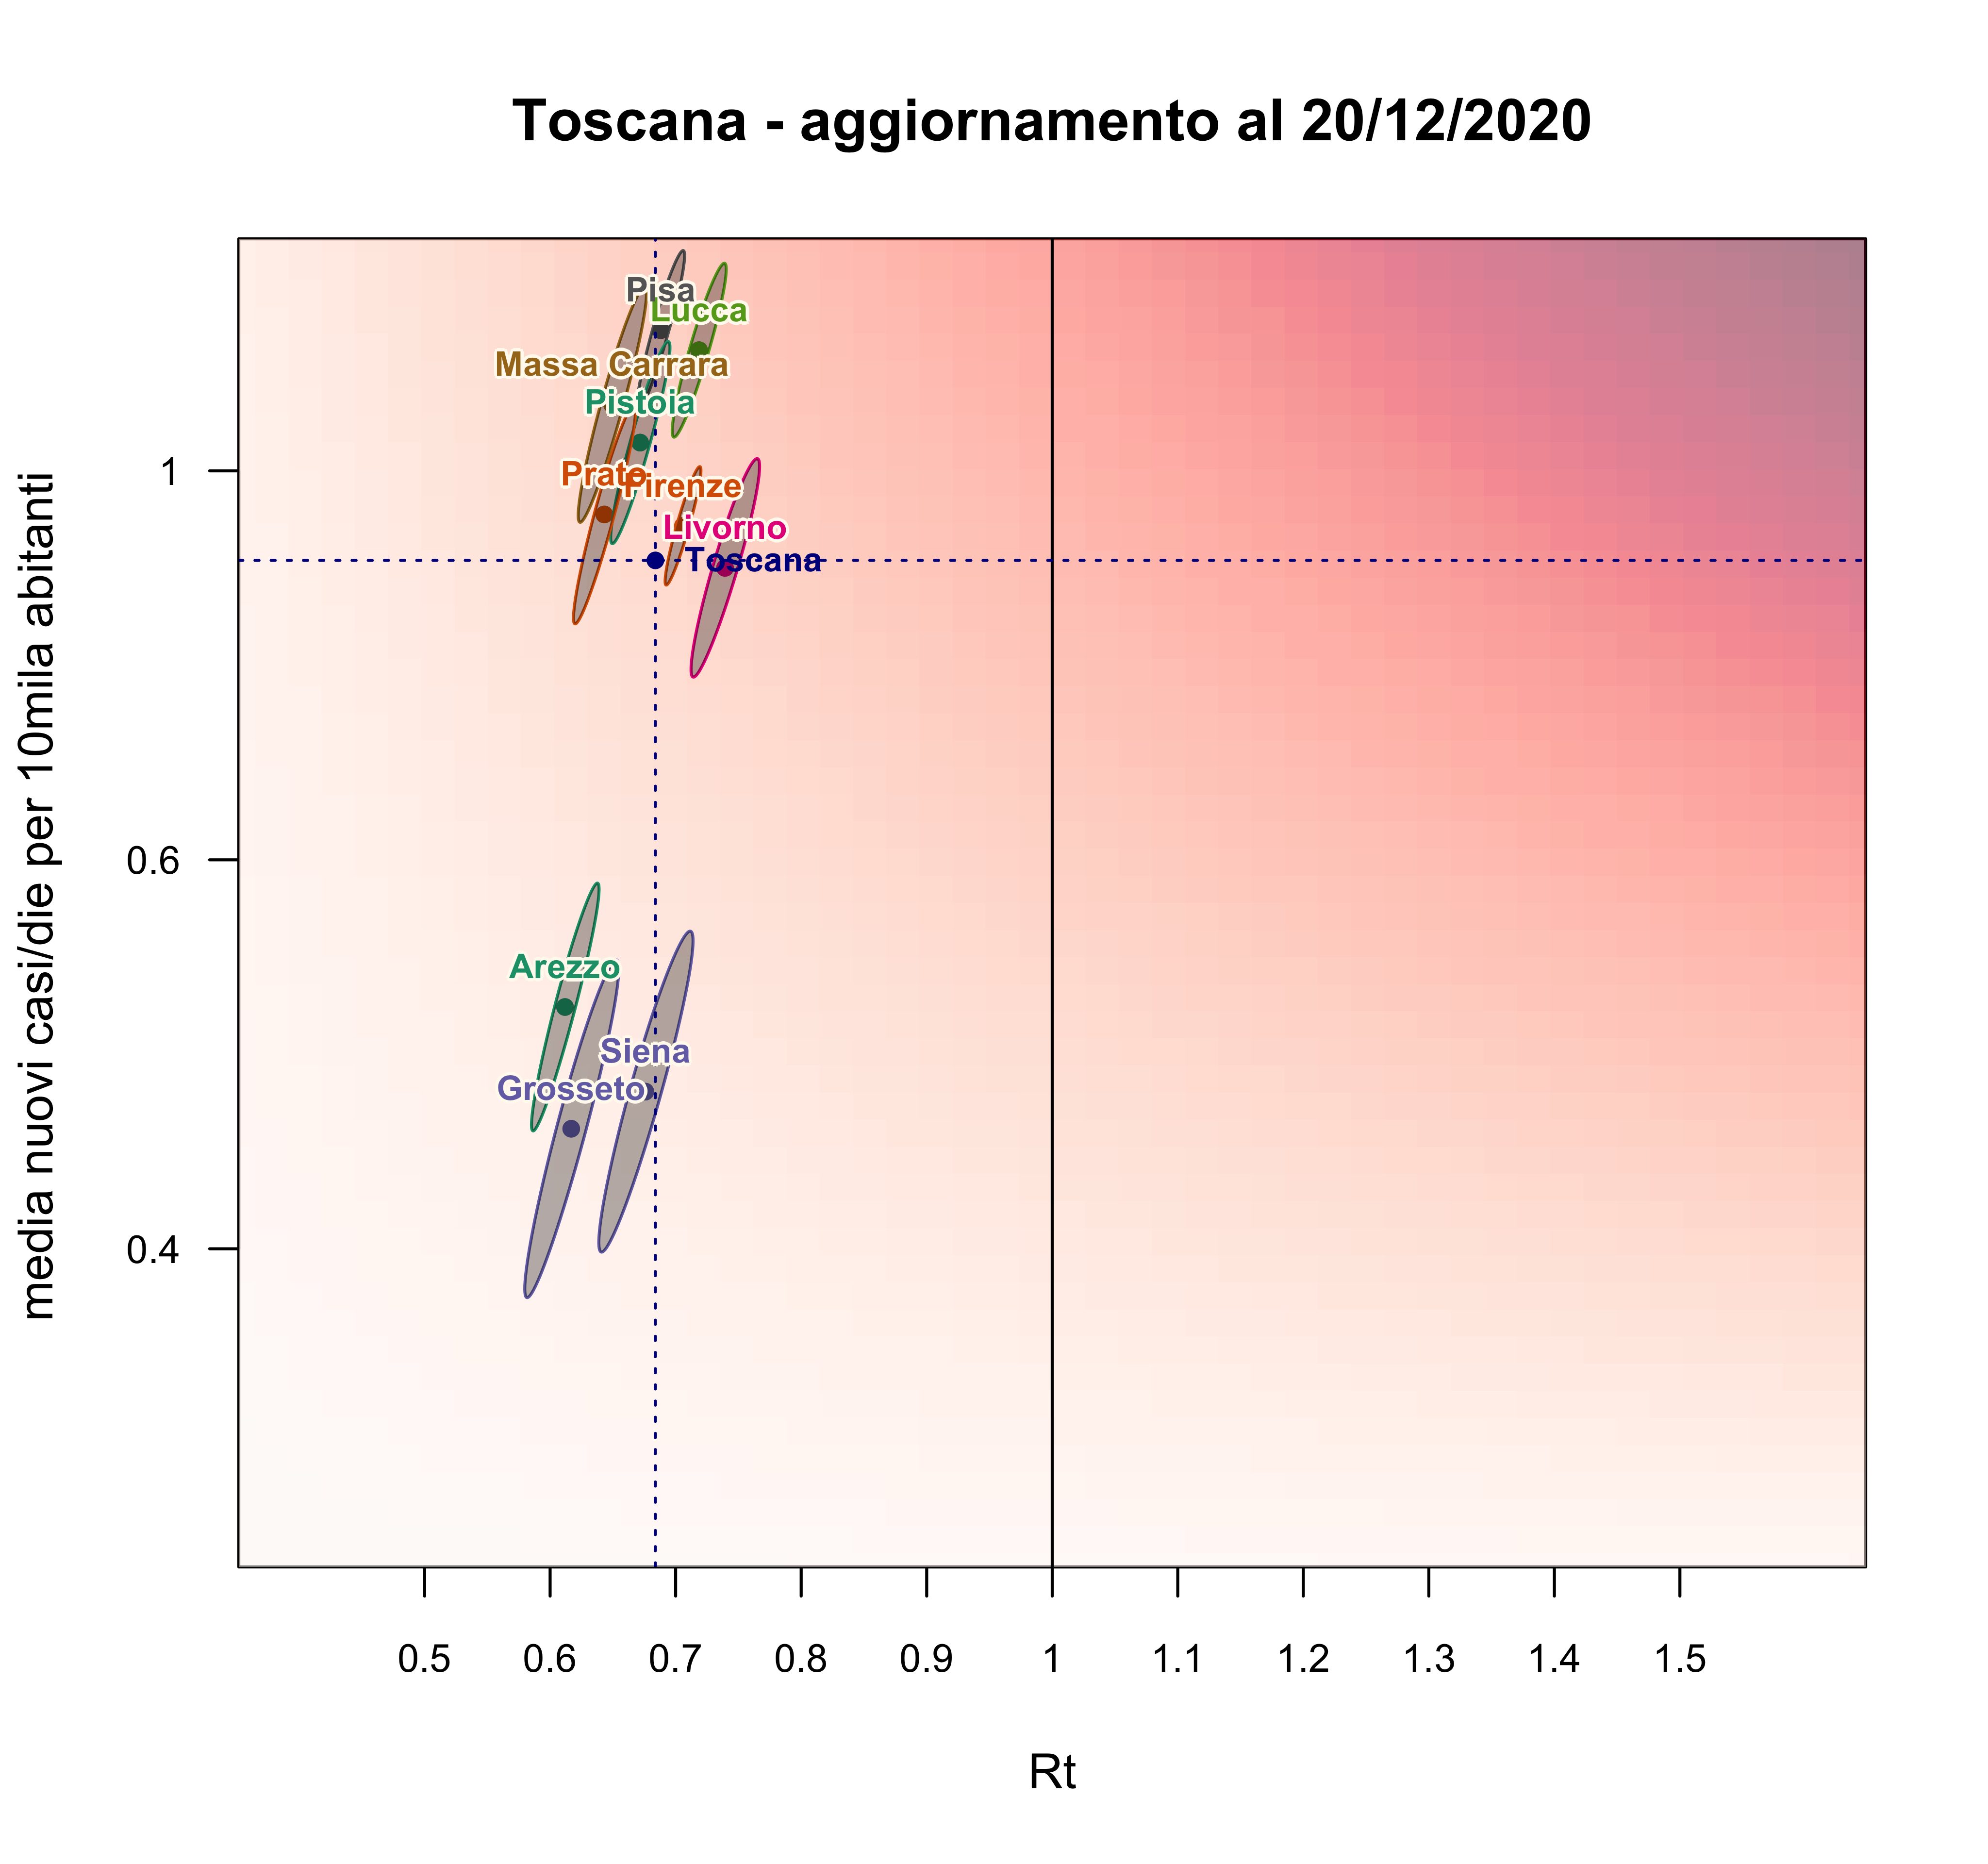 Toscana - aggiornamento al 20/12/2020
media nuovi casi/die per 10mila abitanti
1
0.6
0.4
Pisa
Lucca
Massa Carrara
Pistoia
Prato
Firenze
Livorno
Toscana
Arezzo
Siena
Grosseto
0.5 0.6 0.7 0.8 0.9 1 1.1 1.2 1.3 1.4 1.5
Rt